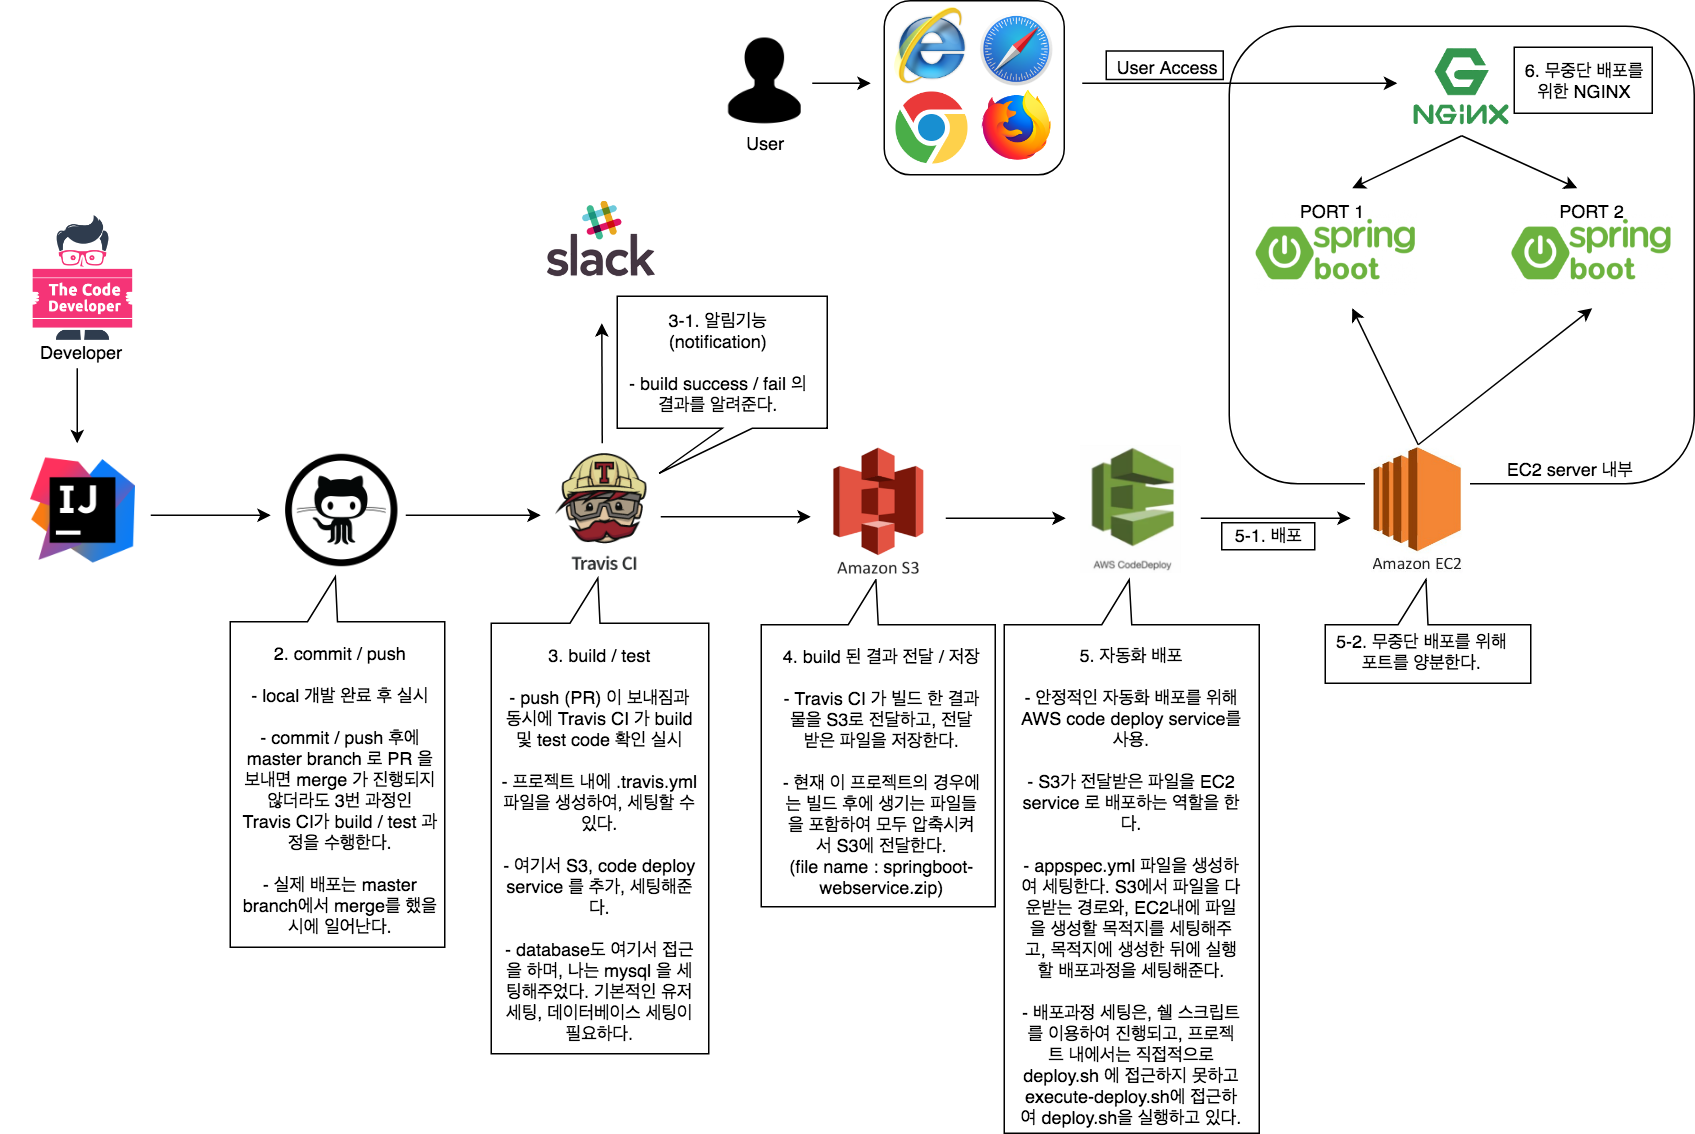 User
User Access
NGINX
6. 무중단 배포를
위한 NGINX
PORT 1
spring
boot
PORT 2
spring
boot
EC2 server 내부
The Code
Developer
Developer
slack
3-1. 알림기능
(notification)
- build success / fail 의
결과를 알려준다.
IJ
T
Travis CI
Amazon S3
AWS CodeDeploy
5-1. 배포
Amazon EC2
2. commit / push
- local 개발 완료 후 실시
- commit / push 후에
master branch 로 PR 을
보내면 merge 가 진행되지
않더라도 3번 과정인
Travis CI가 build / test 과
정을 수행한다.
- 실제 배포는 master
branch에서 merge를 했을
시에 일어난다.
3. build / test
- push (PR) 이 보내짐과
동시에 Travis CI 가 build
및 test code 확인 실시
- 프로젝트 내에 .travis.yml
파일을 생성하여, 세팅할 수
있다.
- 여기서 S3, code deploy
service 를 추가, 세팅해준
다.
- database도 여기서 접근
을 하며, 나는 mysql 을 세
팅해주었다. 기본적인 유저
세팅, 데이터베이스 세팅이
필요하다.
4. build 된 결과 전달 / 저장
- Travis CI 가 빌드 한 결과
물을 S3로 전달하고, 전달
받은 파일을 저장한다.
- 현재 이 프로젝트의 경우에
는 빌드 후에 생기는 파일들
을 포함하여 모두 압축시켜
서 S3에 전달한다.
(file name : springboot-
webservice.zip)
5. 자동화 배포
- 안정적인 자동화 배포를 위해
AWS code deploy service를
사용.
- S3가 전달받은 파일을 EC2
service 로 배포하는 역할을 한
다.
- appspec.yml 파일을 생성하
여 세팅한다. S3에서 파일을 다
운받는 경로와, EC2내에 파일
을 생성할 목적지를 세팅해주
고, 목적지에 생성한 뒤에 실행
할 배포과정을 세팅해준다.
- 배포과정 세팅은, 쉘 스크립트
를 이용하여 진행되고, 프로젝
트 내에서는 직접적으로
deploy.sh 에 접근하지 못하고
execute-deploy.sh에 접근하
여 deploy.sh을 실행하고 있다.
5-2. 무중단 배포를 위해
포트를 양분한다.